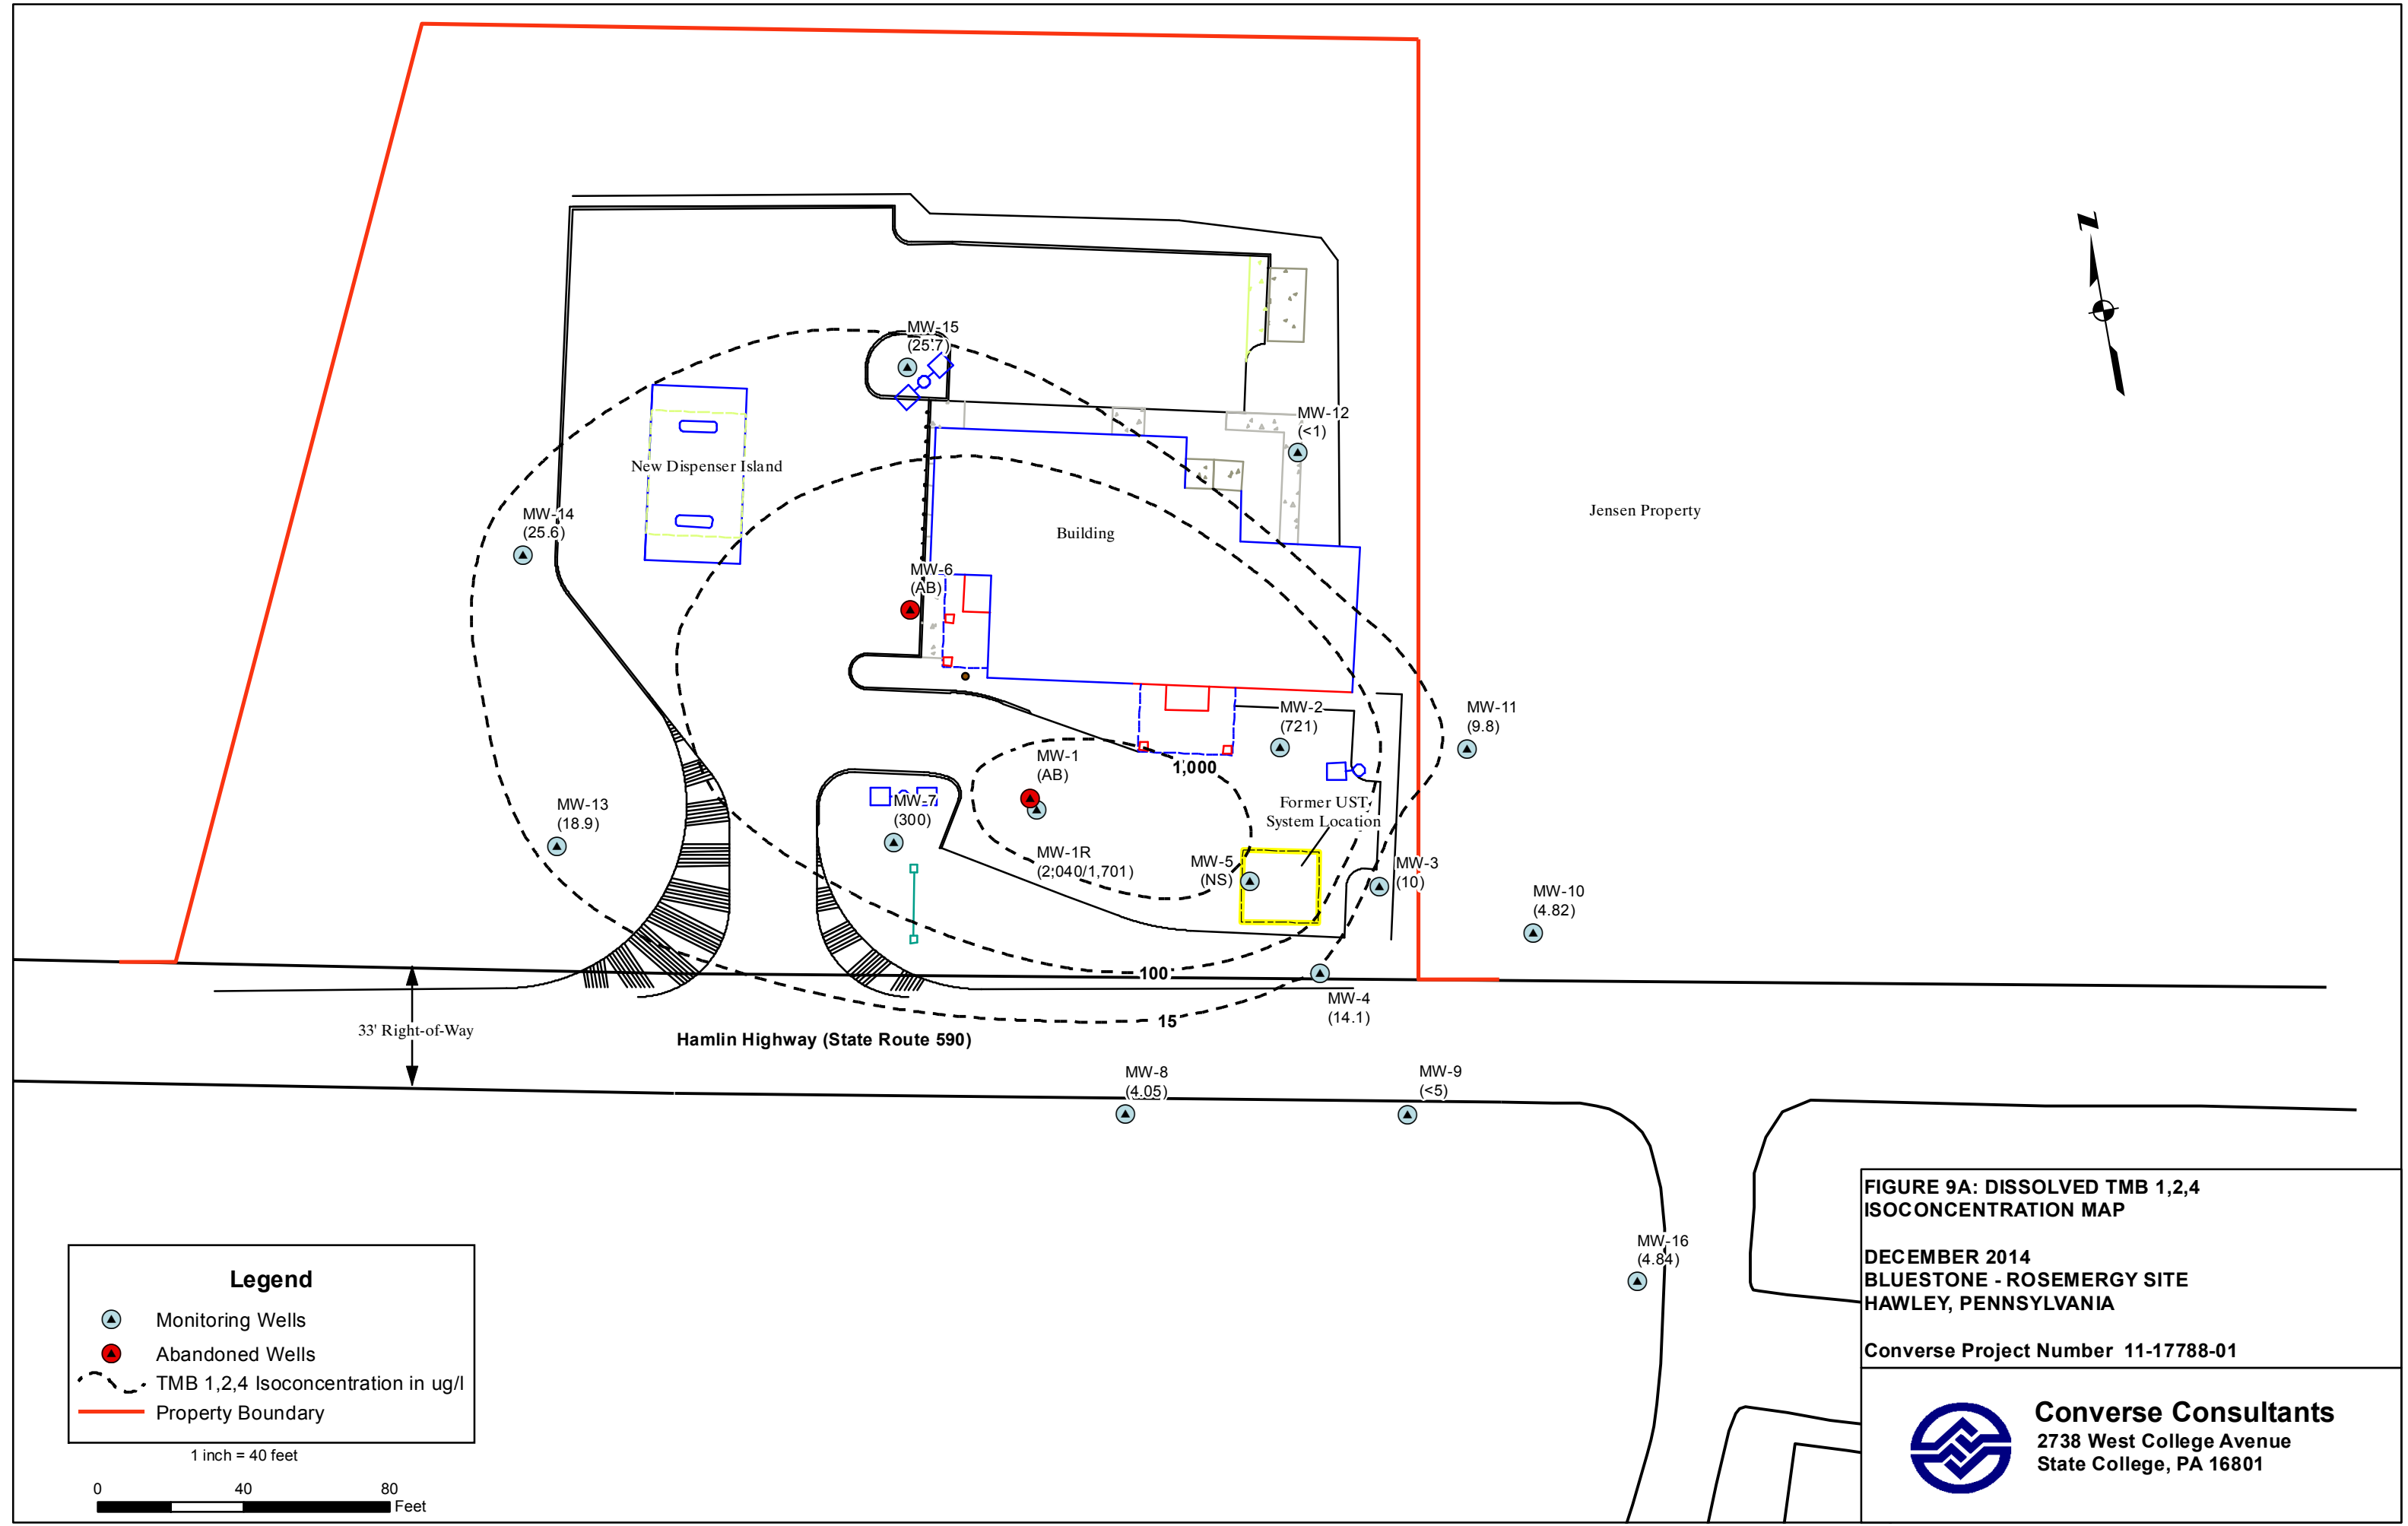 MW-15
(25.7)
MW-12
(<1)
New Dispenser Island
MW-14
(25.6)
Building
Jensen Property
MW-6
(AB)
MW-2
(721)
MW-11
(9.8)
MW-1
(AB)
1,000
MW-13
(18.9)
MW-7
(300)
Former UST
System Location
MW-1R
(2,040/1,701)
MW-5
(NS)
MW-3
(10)
MW-10
(4.82)
100
MW-4
(14.1)
15
33' Right-of-Way
Hamlin Highway (State Route 590)
MW-8
(4.05)
MW-9
(<5)
MW-16
(4.84)
N
Legend
Monitoring Wells
Abandoned Wells
TMB 1,2,4 Isoconcentration in ug/l
Property Boundary
1 inch = 40 feet
0 40 80
Feet
FIGURE 9A: DISSOLVED TMB 1,2,4
ISOCONCENTRATION MAP
DECEMBER 2014
BLUESTONE - ROSEMERGY SITE
HAWLEY, PENNSYLVANIA
Converse Project Number 11-17788-01
Converse Consultants
2738 West College Avenue
State College, PA 16801